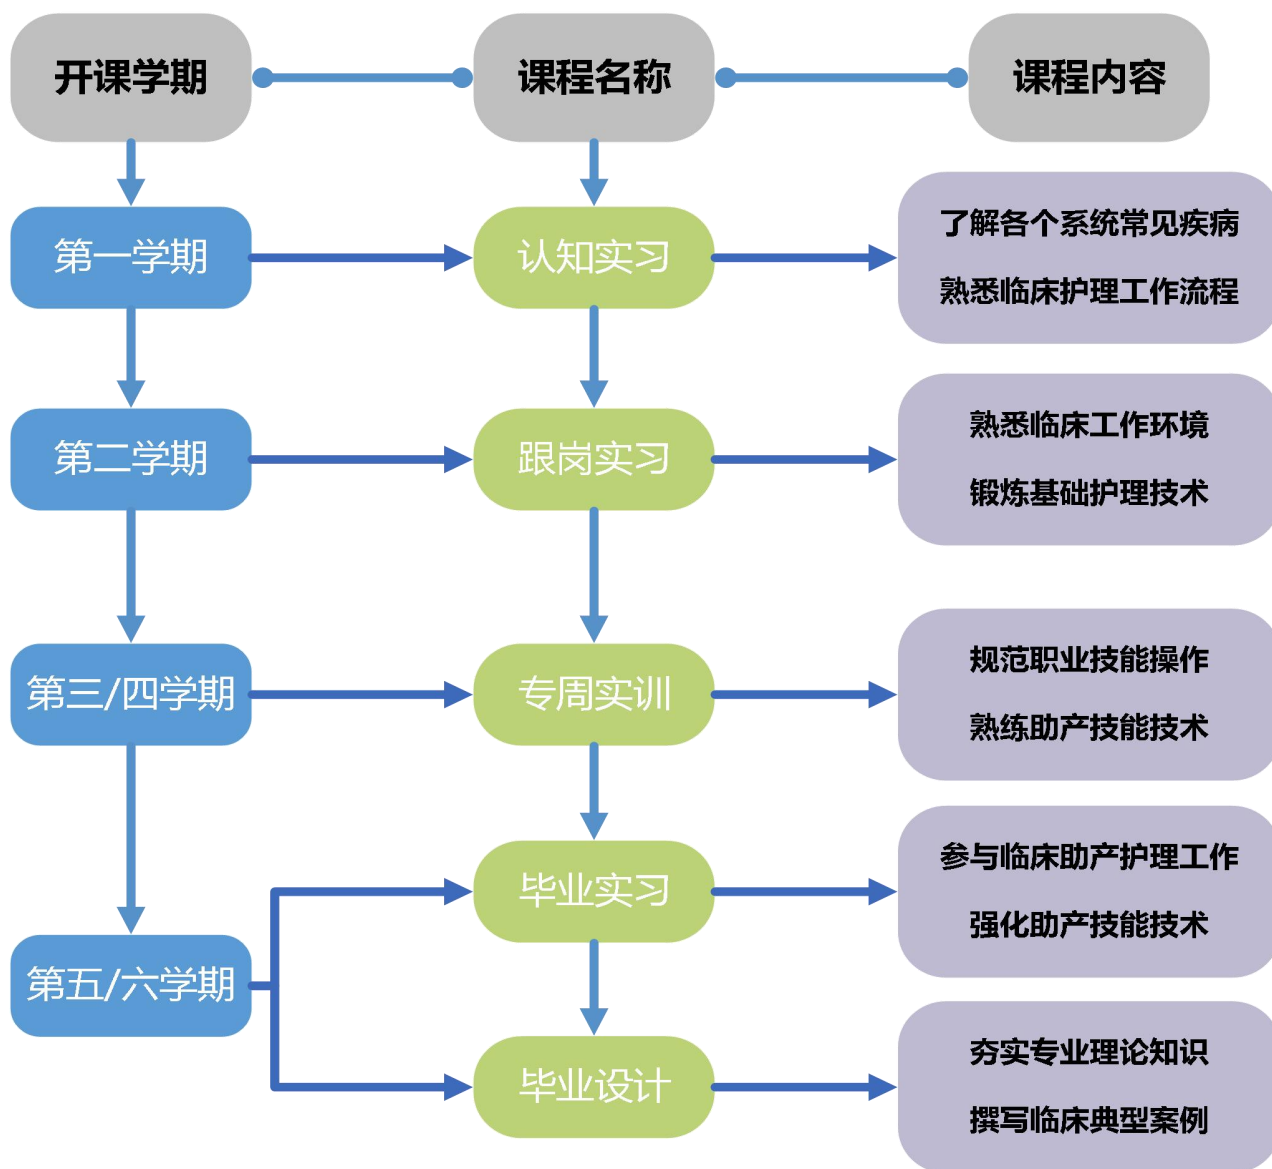 开课学期
课程名称
课程内容
第一学期
认知实习
了解各个系统常见疾病
熟悉临床护理工作流程
第二学期
跟岗实习
熟悉临床工作环境
锻炼基础护理技术
第三/四学期
专周实训
规范职业技能操作
熟练助产技能技术
第五/六学期
毕业实习
参与临床助产护理工作
强化助产技能技术
毕业设计
夯实专业理论知识
撰写临床典型案例